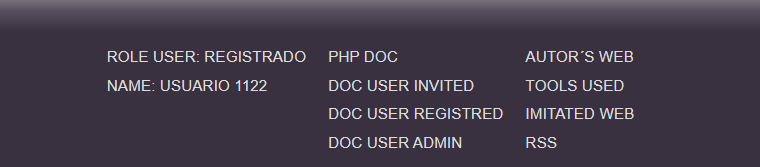 ROLE USER: REGISTRADO
NAME: USUARIO 1122
PHP DOC
DOC USER INVITED
DOC USER REGISTRED
DOC USER ADMIN
AUTOR´S WEB
TOOLS USED
IMITATED WEB
RSS